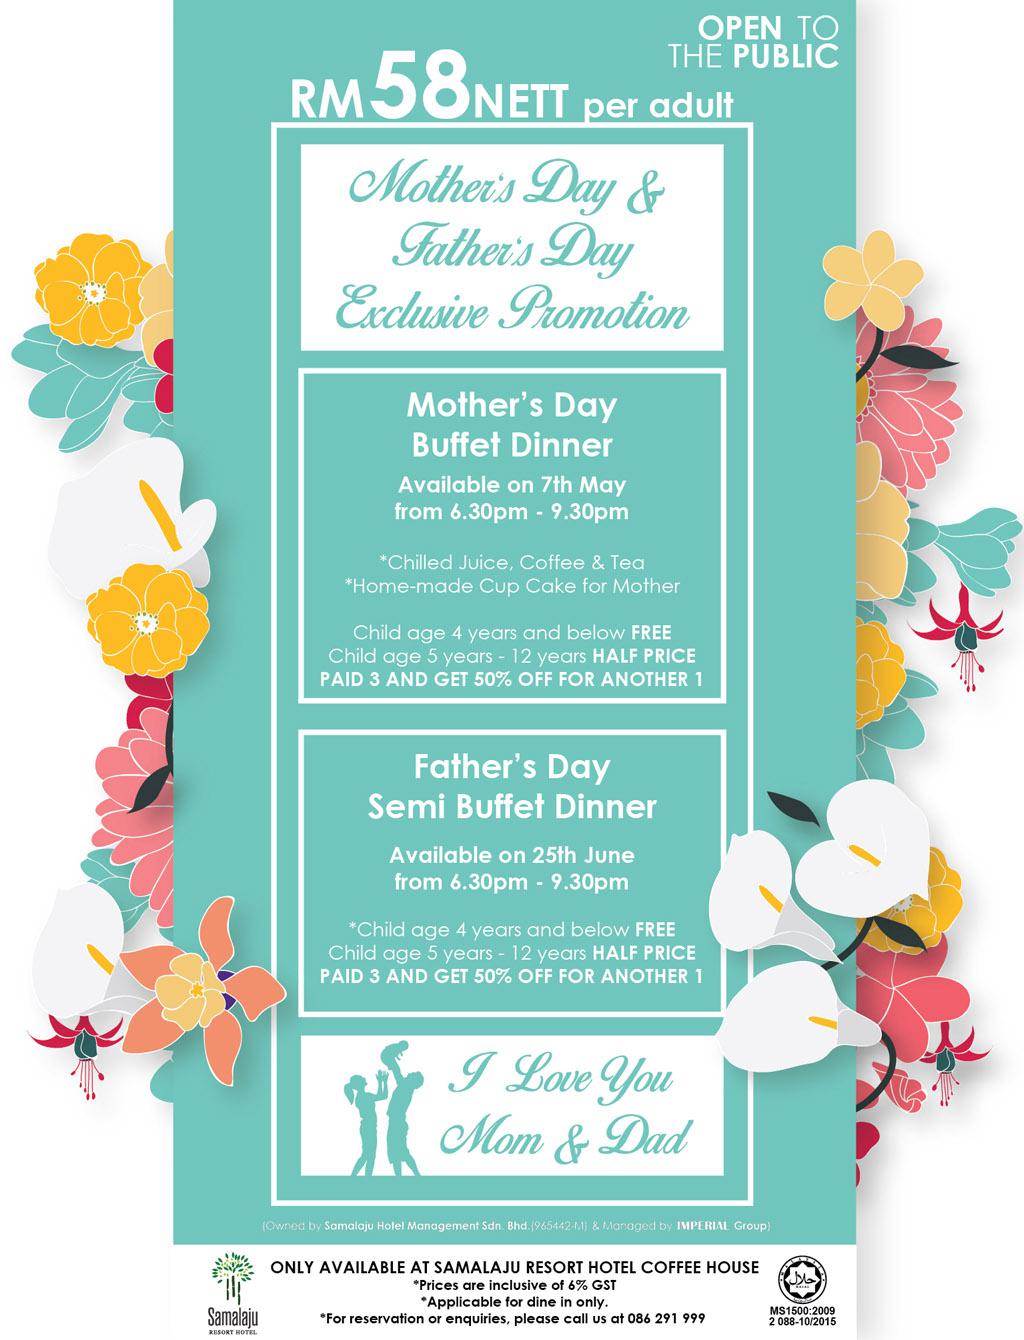 OPEN TO
THE PUBLIC
RM58NETT per adult
Mother's Day &
Father's Day
Exclusive Promotion
Mother's Day
Buffet Dinner
Available on 7th May
from 6.30pm - 9.30pm
*Chilled Juice, Coffee & Tea
*Home-made Cup Cake for Mother
Child age 4 years and below FREE
Child age 5 years - 12 years HALF PRICE
PAID 3 AND GET 50% OFF FOR ANOTHER 1
Father's Day
Semi Buffet Dinner
Available on 25th June
from 6.30pm - 9.30pm
*Child age 4 years and below FREE
Child age 5 years - 12 years HALF PRICE
PAID 3 AND GET 50% OFF FOR ANOTHER 1
I Love You
Mom & Dad
(Owned by Samalaju Hotel Management Sdn. Bhd.(965442-M) & Managed by IMPERIAL Group)
ONLY AVAILABLE AT SAMALAJU RESORT HOTEL COFFEE HOUSE
*Prices are inclusive of 6% GST
*Applicable for dine in only.
*For reservation or enquiries, please call us at 086 291 999
Samalaju
RESORT HOTEL
حلال
MS1500:2009
2 088-10/2015